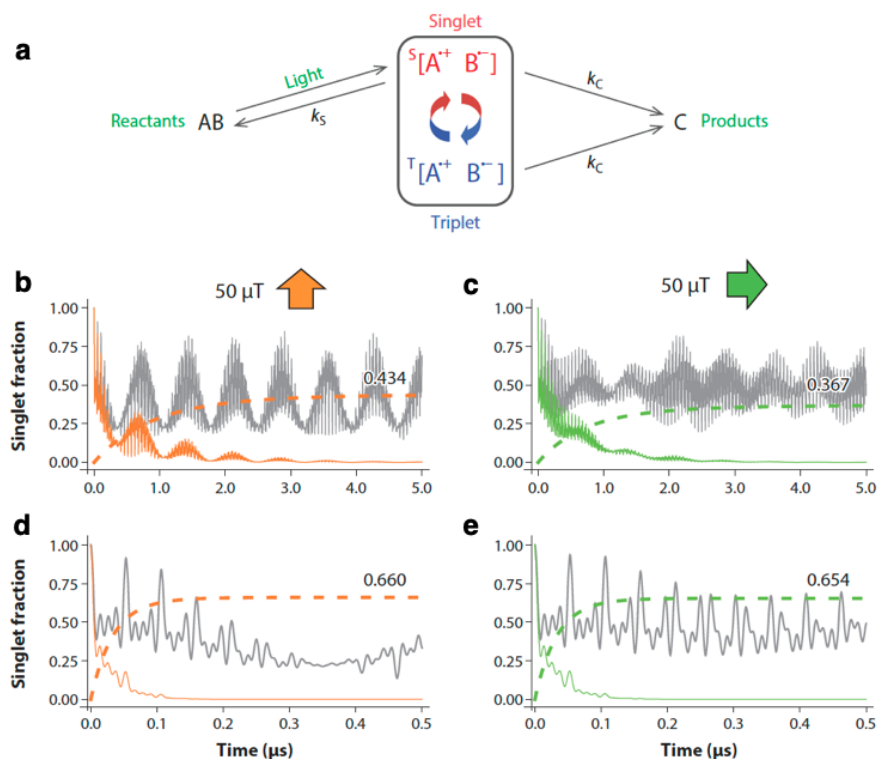 a
Singlet
S[A•+ B•−]
Light
kS
kC
Reactants AB
C Products
kC
T[A•+ B•−]
Triplet
b
50 μT
c
50 μT
Singlet fraction
1.00
0.75
0.50
0.25
0.00
0.434
0.0 1.0 2.0 3.0 4.0 5.0
1.00
0.75
0.50
0.25
0.00
0.367
0.0 1.0 2.0 3.0 4.0 5.0
d
Singlet fraction
1.00
0.75
0.50
0.25
0.00
0.660
0.0 0.1 0.2 0.3 0.4 0.5
Time (μs)
e
1.00
0.75
0.50
0.25
0.00
0.654
0.0 0.1 0.2 0.3 0.4 0.5
Time (μs)